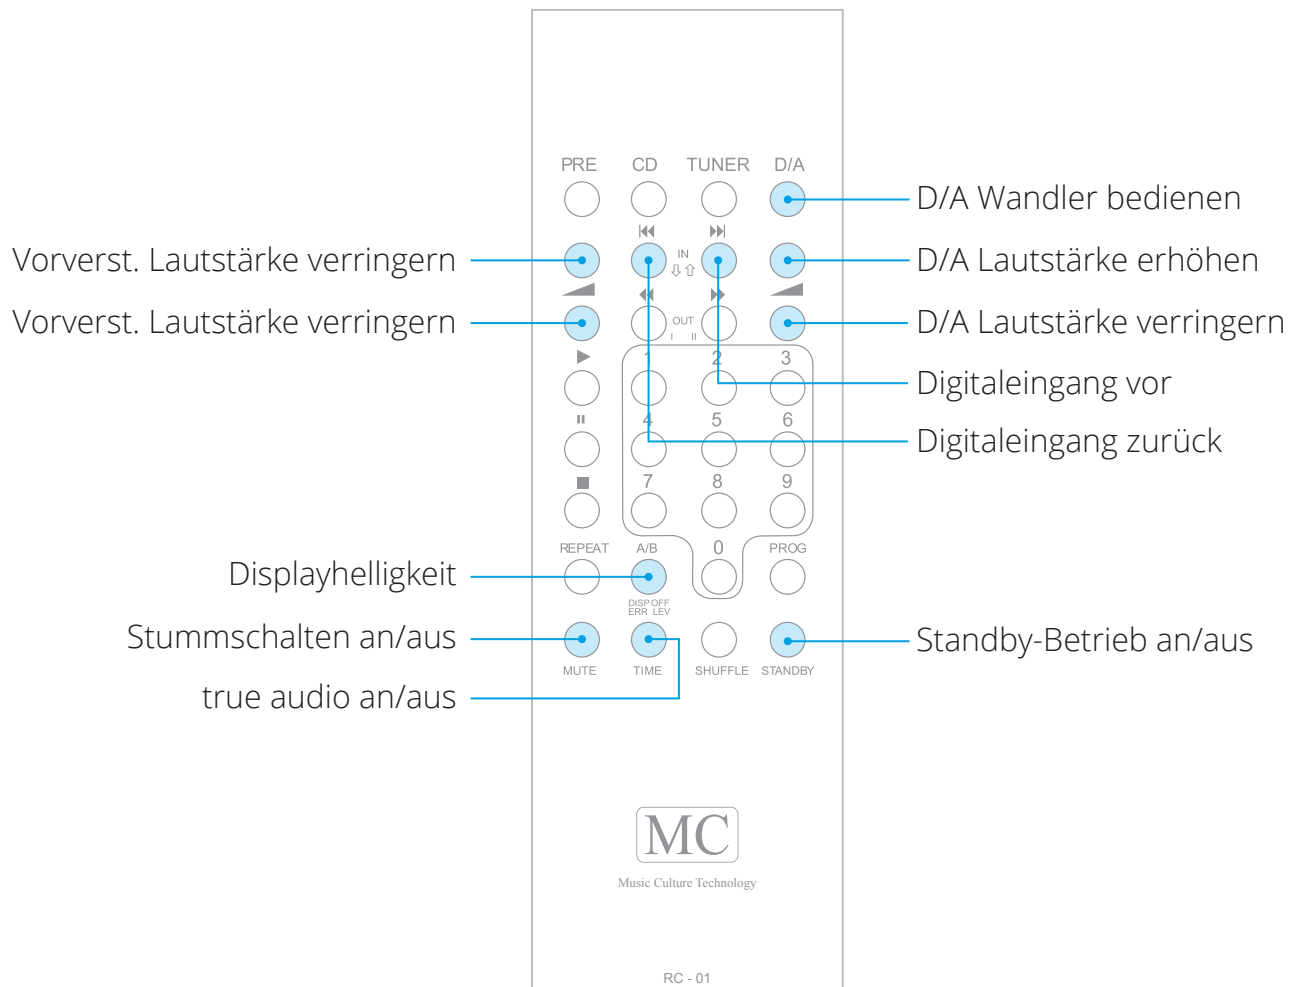 PRE CD TUNER D/A
D/A Wandler bedienen
Vorverst. Lautstärke verringern
IN
D/A Lautstärke erhöhen
Vorverst. Lautstärke verringern
OUT
I II
D/A Lautstärke verringern
1 2 3
Digitaleingang vor
4 5 6
Digitaleingang zurück
7 8 9
REPEAT A/B 0 PROG
Displayhelligkeit
DISP OFF
ERR LEV
Stummschalten an/aus
Standby-Betrieb an/aus
MUTE TIME SHUFFLE STANDBY
true audio an/aus
MC
Music Culture Technology
RC - 01